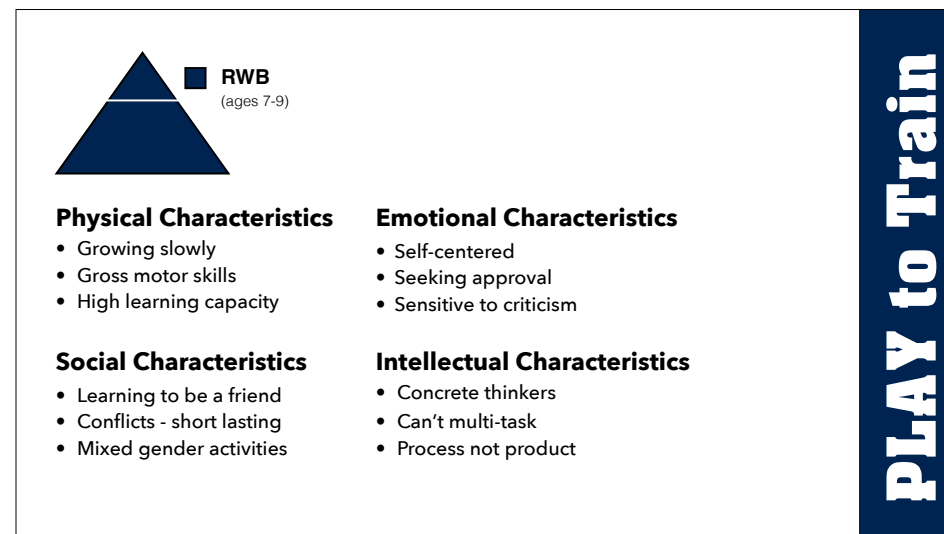 RWB
(ages 7-9)
Physical Characteristics
• Growing slowly
• Gross motor skills
• High learning capacity
Emotional Characteristics
• Self-centered
• Seeking approval
• Sensitive to criticism
Social Characteristics
• Learning to be a friend
• Conflicts - short lasting
• Mixed gender activities
Intellectual Characteristics
• Concrete thinkers
• Can’t multi-task
• Process not product
PLAY to Train